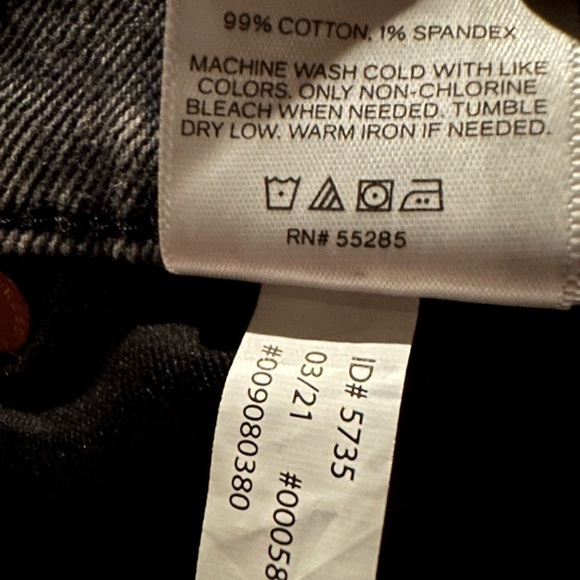 99% COTTON, 1% SPANDEX
MACHINE WASH COLD WITH LIKE
COLORS. ONLY NON-CHLORINE
BLEACH WHEN NEEDED. TUMBLE
DRY LOW. WARM IRON IF NEEDED.
RN# 55285
ID# 5735
03/21 #00058
#009080380